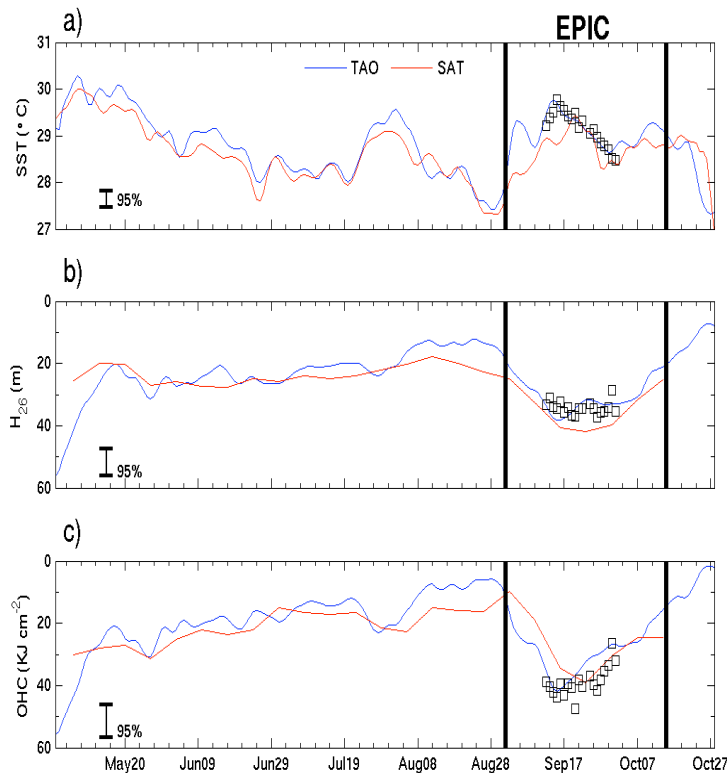 a)
EPIC
31
30
29
28
27
SST (° C)
TAO
SAT
95%
b)
0
20
40
60
H26 (m)
95%
c)
0
20
40
60
OHC (KJ cm-2)
95%
May20 Jun09 Jun29 Jul19 Aug08 Aug28 Sep17 Oct07 Oct27